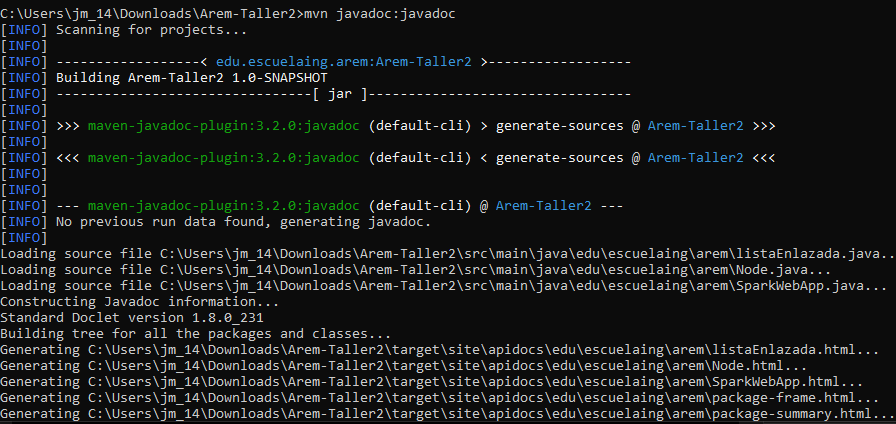 C:\Users\jm_14\Downloads\Arem-Taller2>mvn javadoc:javadoc
[INFO] Scanning for projects...
[INFO]
[INFO] ------------------< edu.escuelaing.arem:Arem-Taller2 >------------------
[INFO] Building Arem-Taller2 1.0-SNAPSHOT
[INFO] --------------------------------[ jar ]---------------------------------
[INFO]
[INFO] >>> maven-javadoc-plugin:3.2.0:javadoc (default-cli) > generate-sources @ Arem-Taller2 >>>
[INFO]
[INFO] <<< maven-javadoc-plugin:3.2.0:javadoc (default-cli) < generate-sources @ Arem-Taller2 <<<
[INFO]
[INFO]
[INFO] --- maven-javadoc-plugin:3.2.0:javadoc (default-cli) @ Arem-Taller2 ---
[INFO] No previous run data found, generating javadoc.
[INFO]
Loading source file C:\Users\jm_14\Downloads\Arem-Taller2\src\main\java\edu\escuelaing\arem\listaEnlazada.java..
Loading source file C:\Users\jm_14\Downloads\Arem-Taller2\src\main\java\edu\escuelaing\arem\Node.java...
Loading source file C:\Users\jm_14\Downloads\Arem-Taller2\src\main\java\edu\escuelaing\arem\SparkWebApp.java...
Constructing Javadoc information...
Standard Doclet version 1.8.0_231
Building tree for all the packages and classes...
Generating C:\Users\jm_14\Downloads\Arem-Taller2\target\site\apidocs\edu\escuelaing\arem\listaEnlazada.html...
Generating C:\Users\jm_14\Downloads\Arem-Taller2\target\site\apidocs\edu\escuelaing\arem\Node.html...
Generating C:\Users\jm_14\Downloads\Arem-Taller2\target\site\apidocs\edu\escuelaing\arem\SparkWebApp.html...
Generating C:\Users\jm_14\Downloads\Arem-Taller2\target\site\apidocs\edu\escuelaing\arem\package-frame.html...
Generating C:\Users\jm_14\Downloads\Arem-Taller2\target\site\apidocs\edu\escuelaing\arem\package-summary.html...